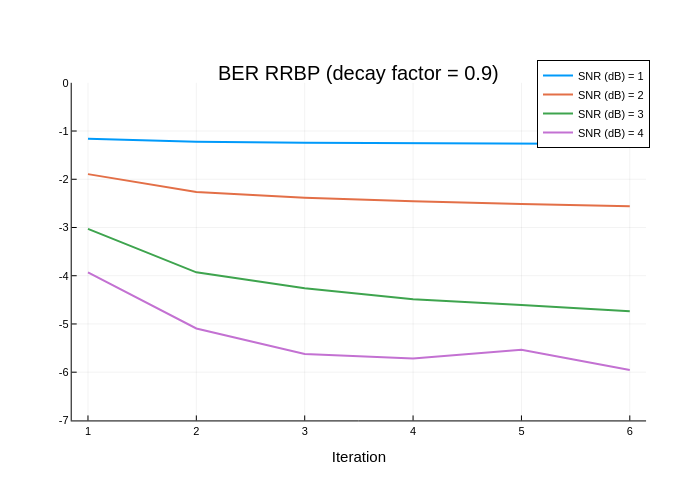 BER RRBP (decay factor = 0.9)
SNR (dB) = 1
SNR (dB) = 2
SNR (dB) = 3
SNR (dB) = 4
0
-1
-2
-3
-4
-5
-6
-7
1 2 3 4 5 6
Iteration